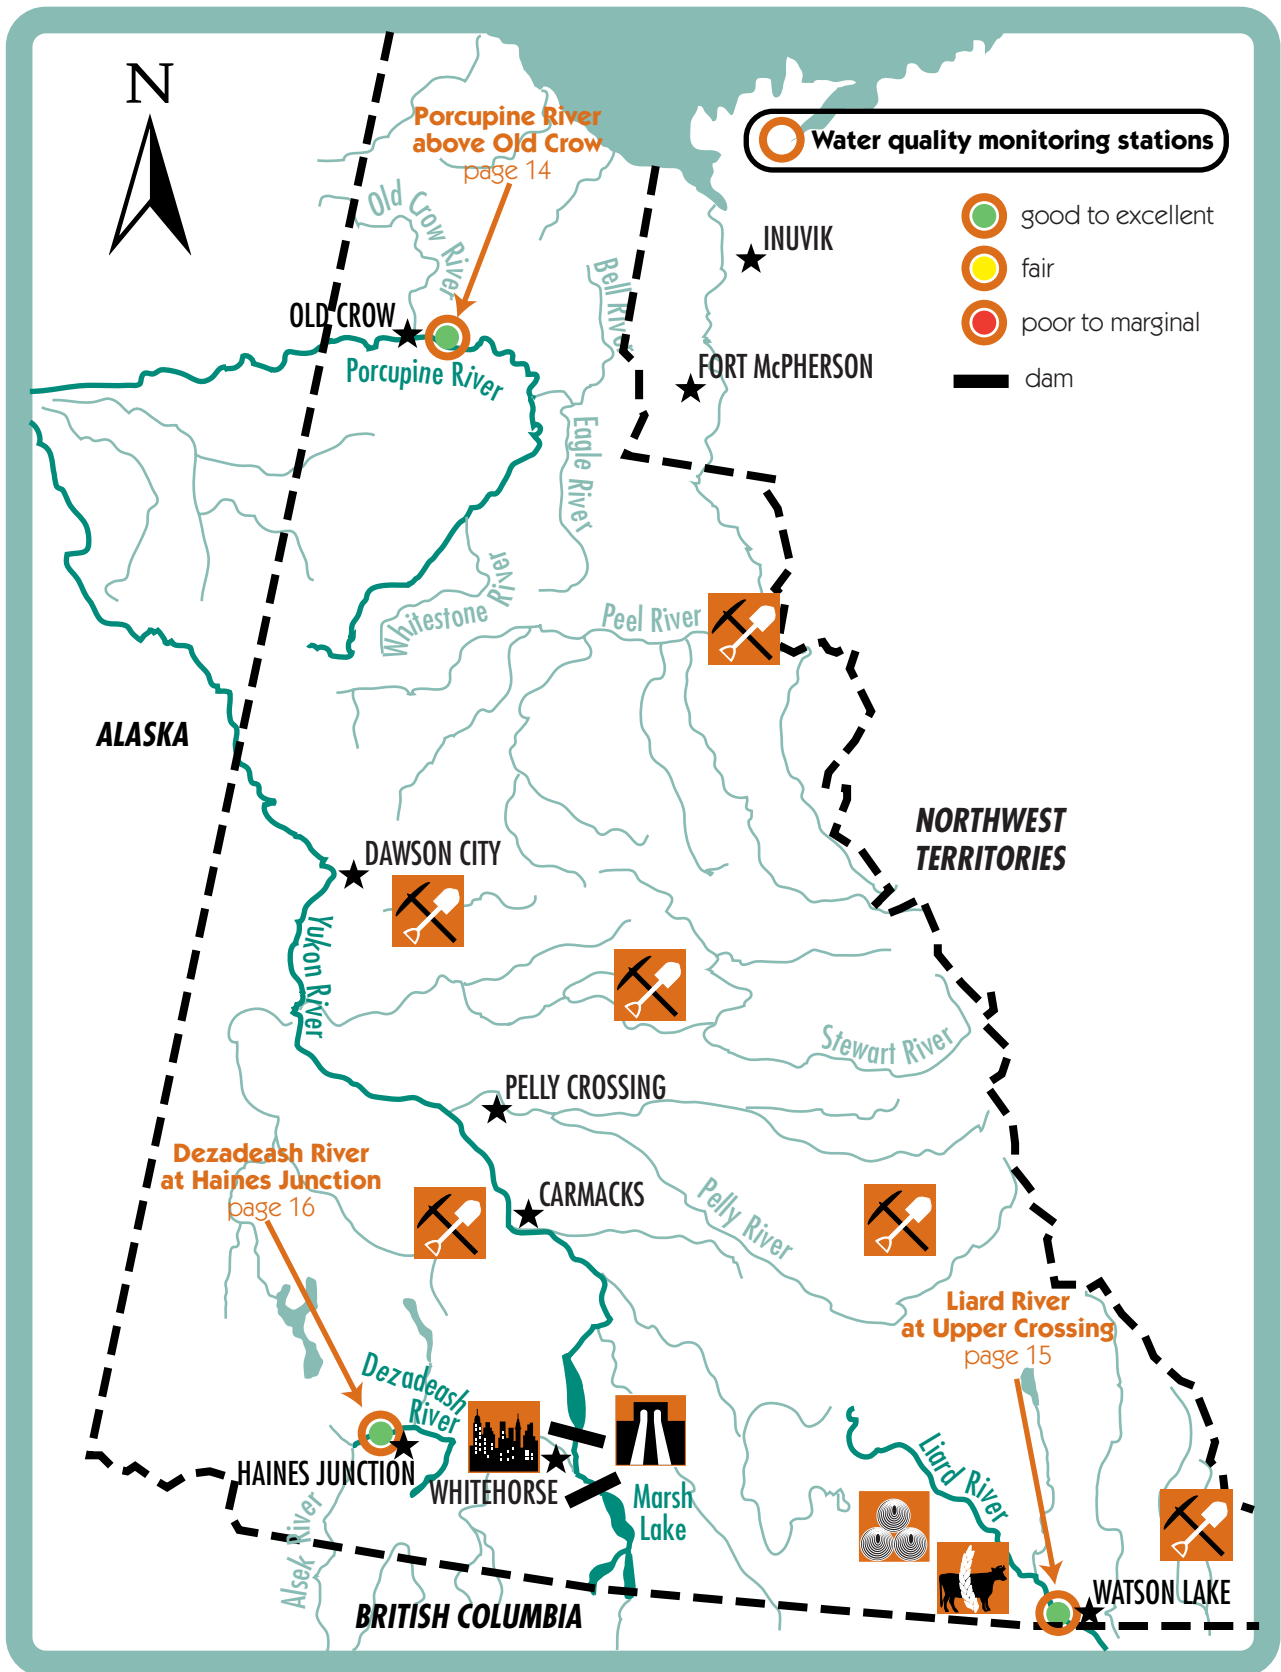 N
Porcupine River
above Old Crow
page 14
Water quality monitoring stations
good to excellent
fair
poor to marginal
dam
Old Crow River
Bell River
INUVIK
OLD CROW
Porcupine River
FORT McPHERSON
Eagle River
Whitestone River
Peel River
ALASKA
NORTHWEST
TERRITORIES
DAWSON CITY
Yukon River
Stewart River
PELLY CROSSING
Dezadeash River
at Haines Junction
page 16
CARMACKS
Pelly River
Liard River
at Upper Crossing
page 15
Dezadeash
River
Liard River
HAINES JUNCTION
WHITEHORSE
Marsh
Lake
Alsek River
WATSON LAKE
BRITISH COLUMBIA